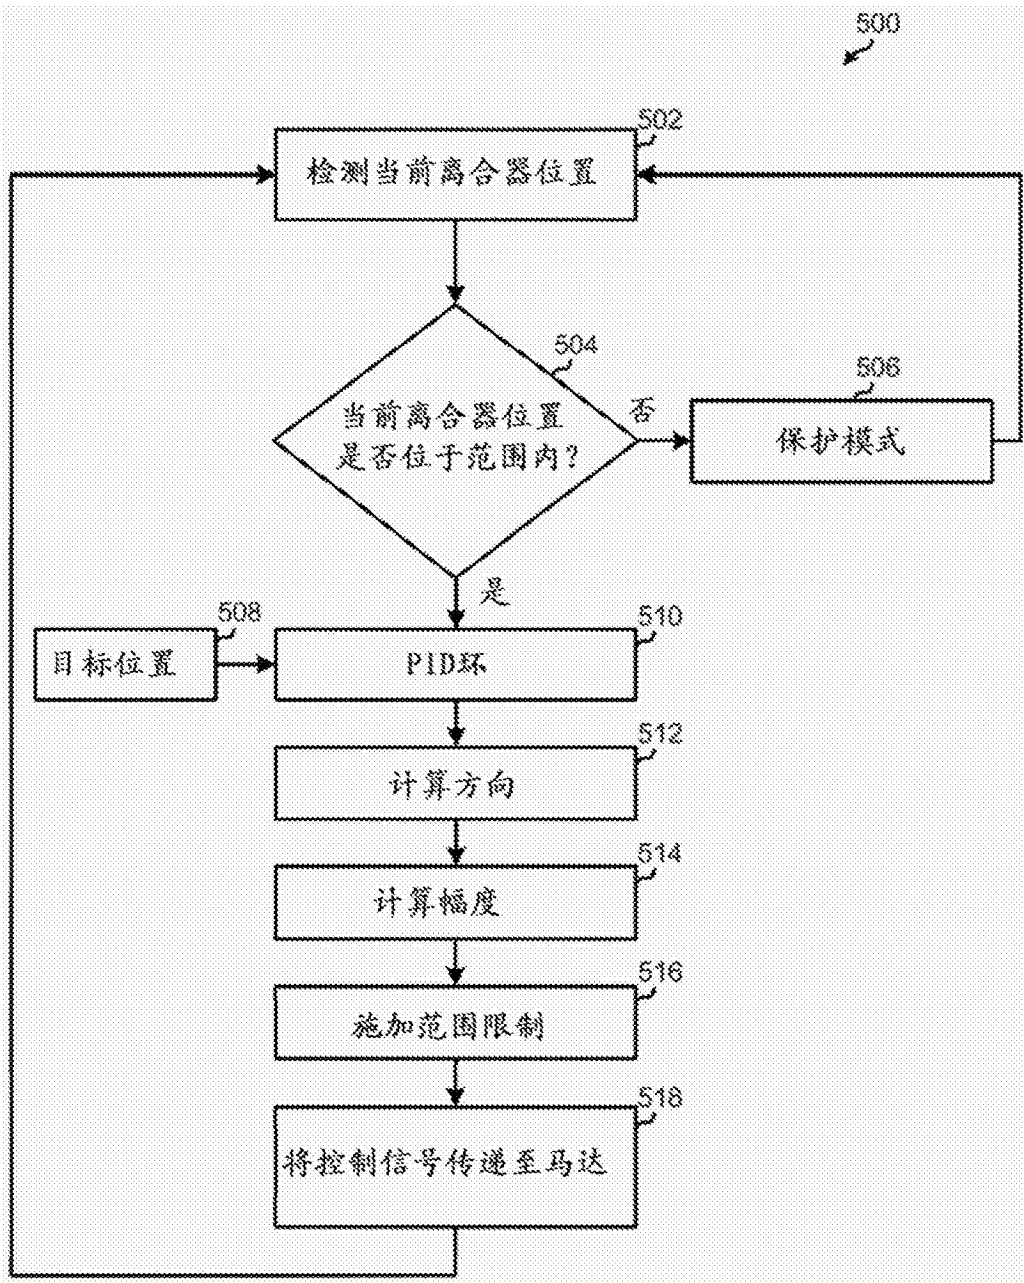 500
502
检测当前离合器位置
504
当前离合器位置
是否位于范围内？
否
506
保护模式
是
508
目标位置
510
PID环
512
计算方向
514
计算幅度
516
施加范围限制
518
将控制信号传递至马达